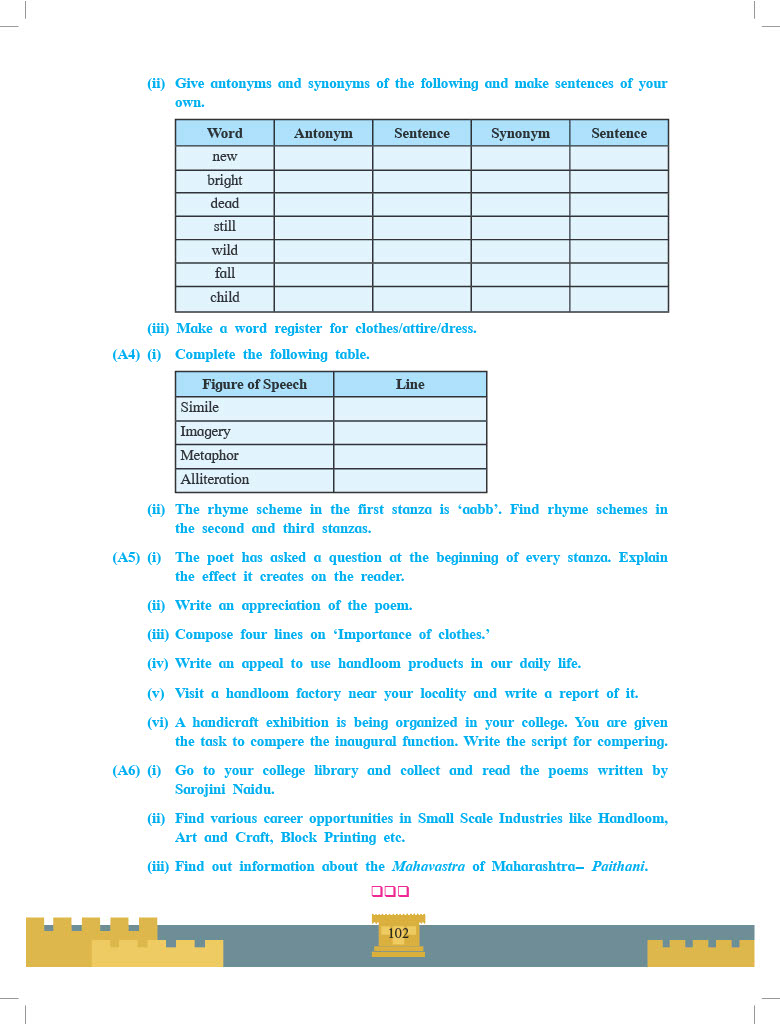 (ii) Give antonyms and synonyms of the following and make sentences of your
own.
Word Antonym Sentence Synonym Sentence
new
bright
dead
still
wild
fall
child
(iii) Make a word register for clothes/attire/dress.
(A4) (i) Complete the following table.
Figure of Speech Line
Simile
Imagery
Metaphor
Alliteration
(ii) The rhyme scheme in the first stanza is ‘aabb’. Find rhyme schemes in
the second and third stanzas.
(A5) (i) The poet has asked a question at the beginning of every stanza. Explain
the effect it creates on the reader.
(ii) Write an appreciation of the poem.
(iii) Compose four lines on ‘Importance of clothes.’
(iv) Write an appeal to use handloom products in our daily life.
(v) Visit a handloom factory near your locality and write a report of it.
(vi) A handicraft exhibition is being organized in your college. You are given
the task to compere the inaugural function. Write the script for compering.
(A6) (i) Go to your college library and collect and read the poems written by
Sarojini Naidu.
(ii) Find various career opportunities in Small Scale Industries like Handloom,
Art and Craft, Block Printing etc.
(iii) Find out information about the Mahavastra of Maharashtra– Paithani.
102